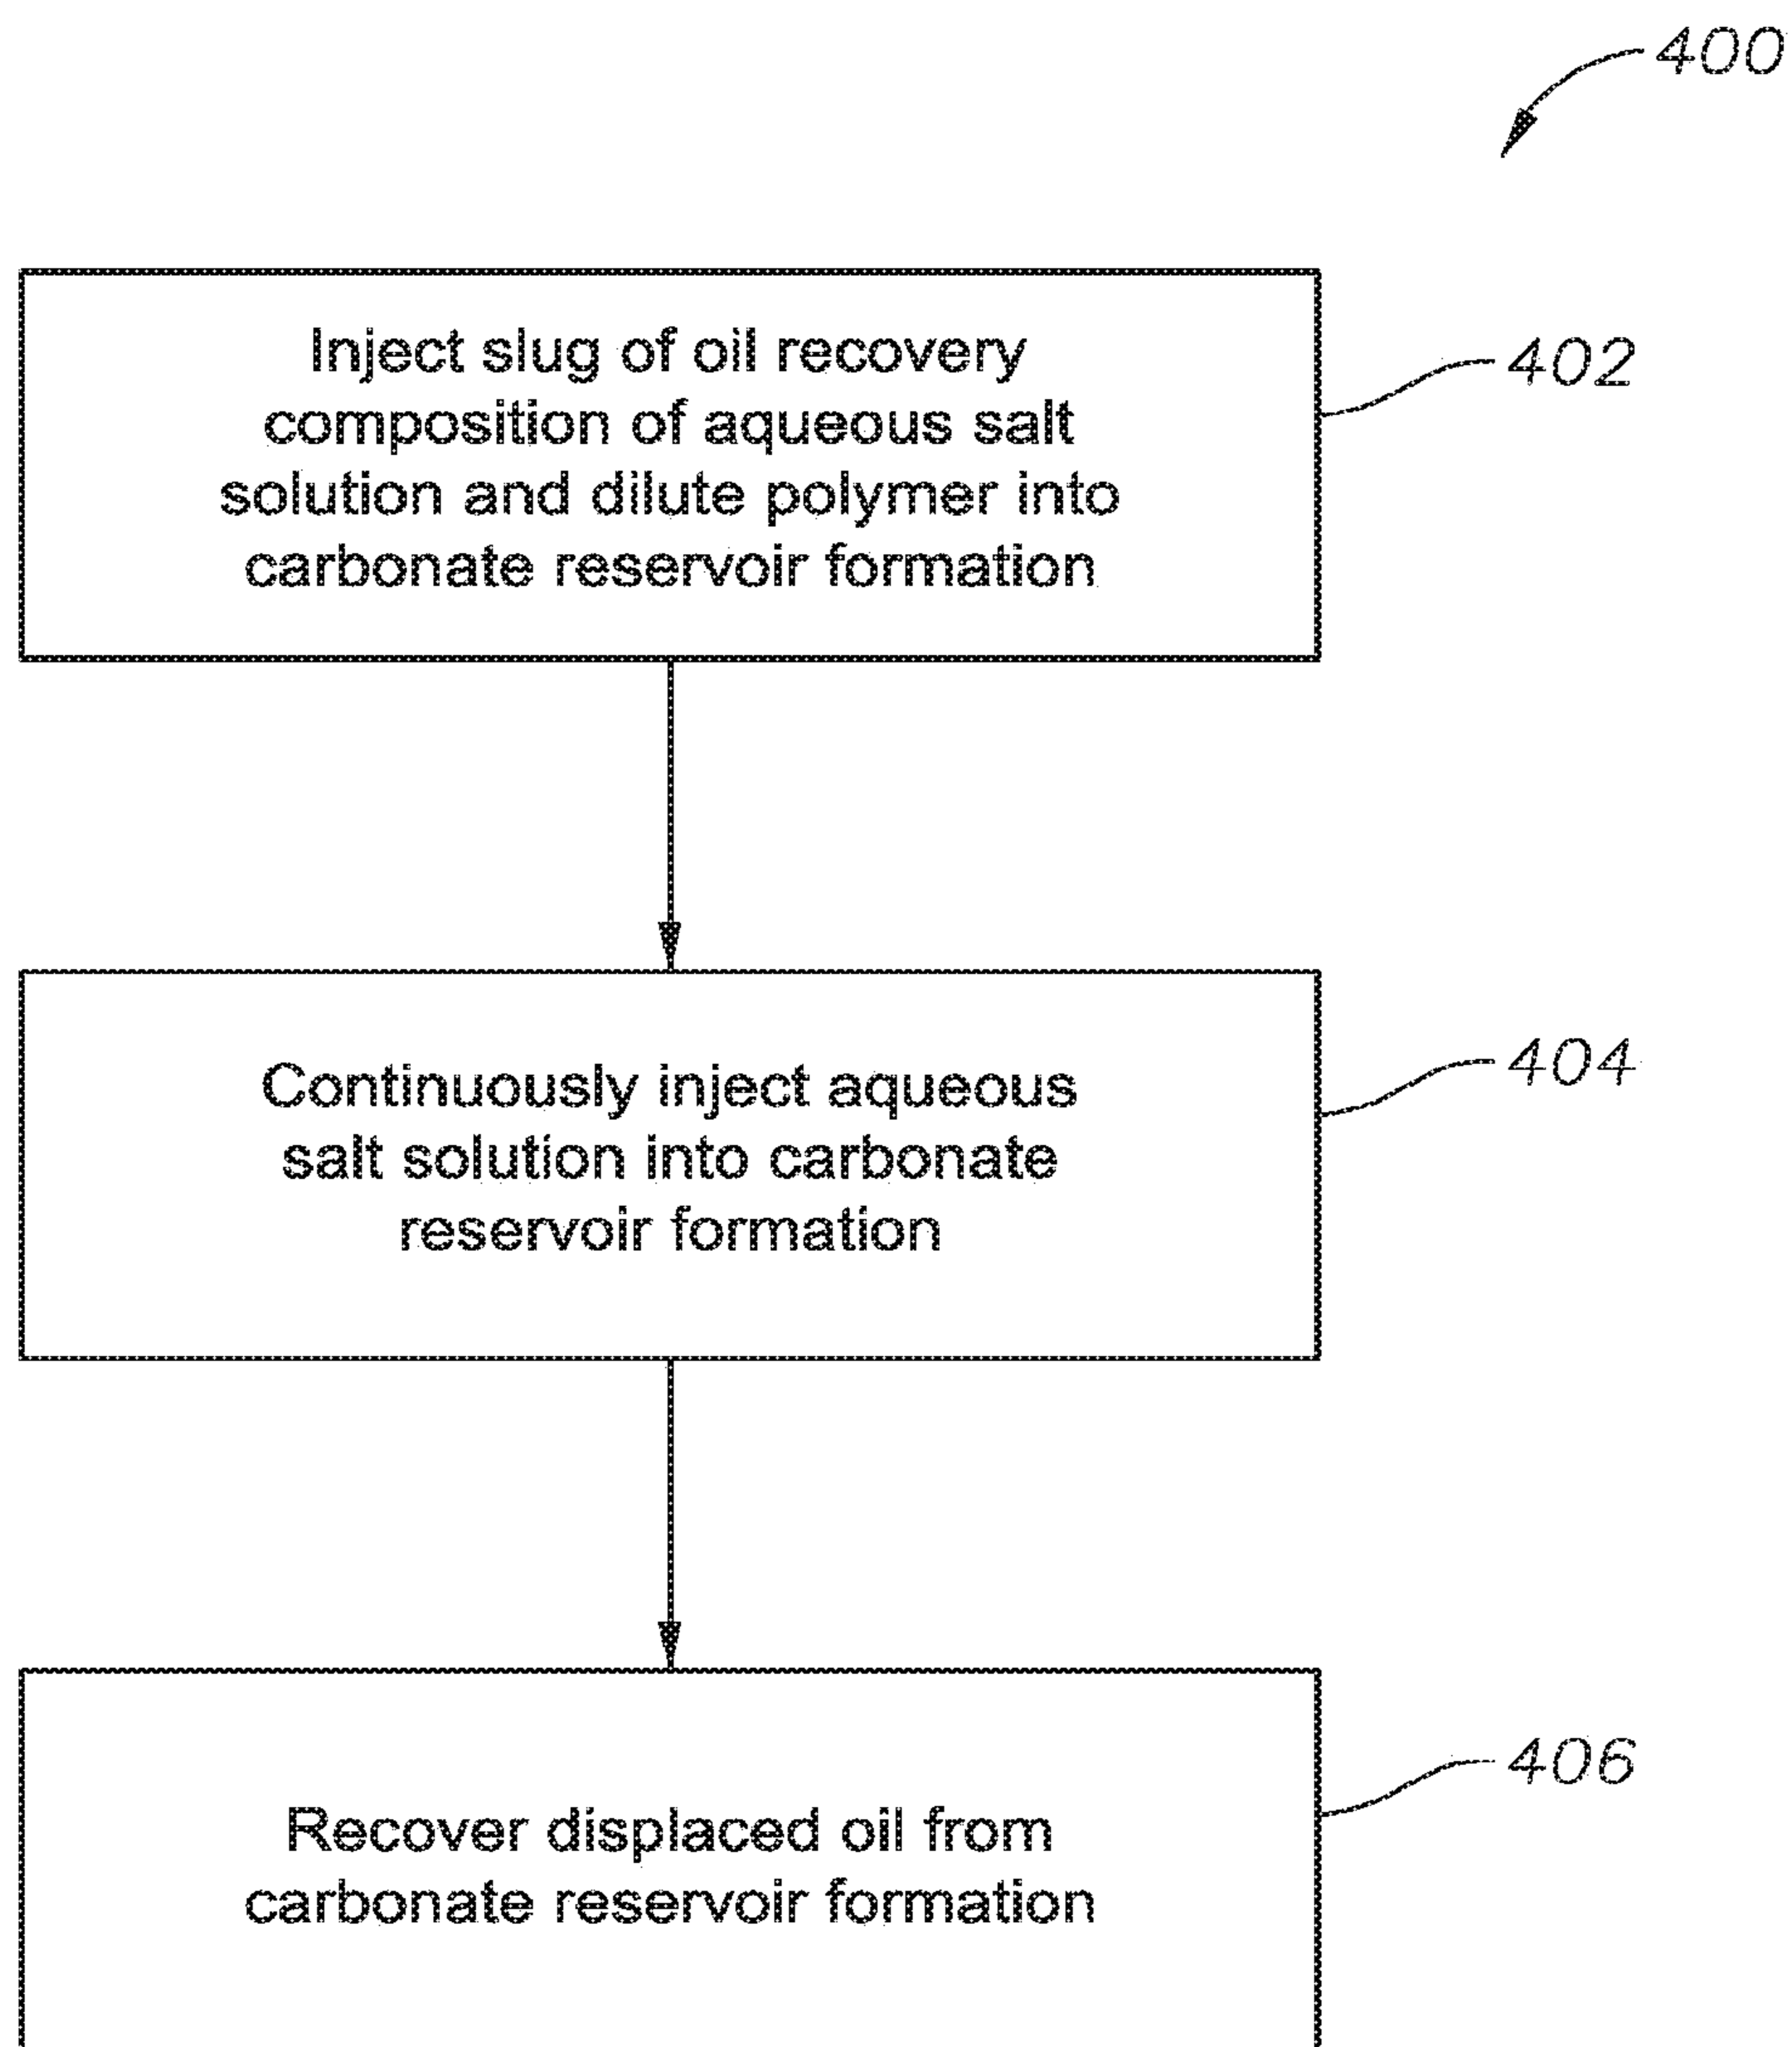 400
Inject slug of oil recovery
composition of aqueous salt
solution and dilute polymer into
carbonate reservoir formation
402
Continuously inject aqueous
salt solution into carbonate
reservoir formation
404
Recover displaced oil from
carbonate reservoir formation
406